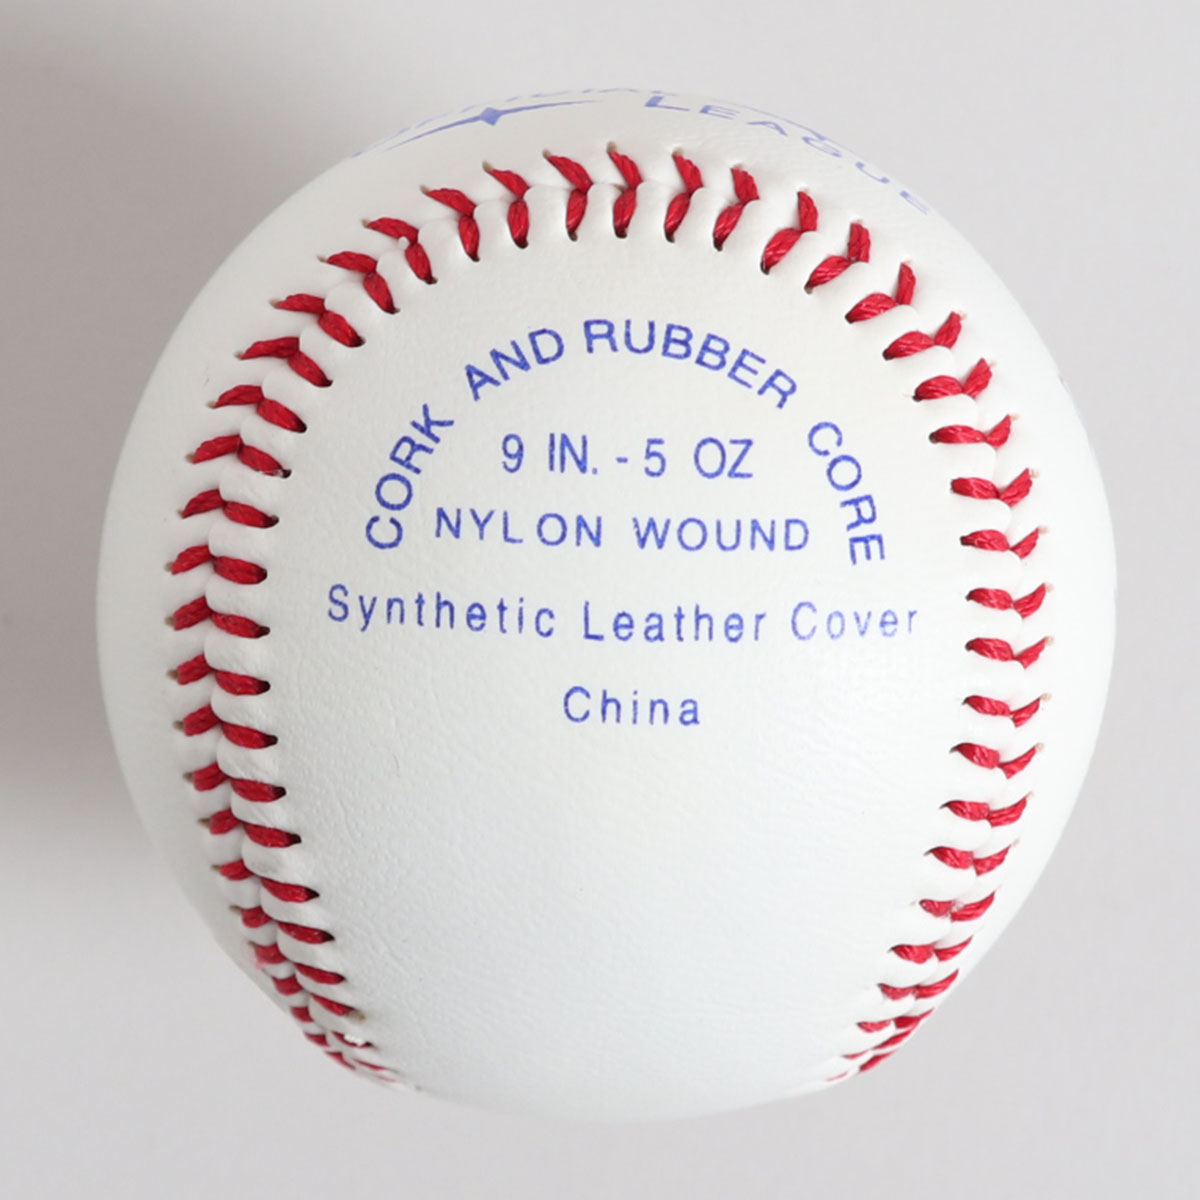 LEAGUE
CORK AND RUBBER CORE
9 IN. - 5 OZ
NYLON WOUND
Synthetic Leather Cover
China